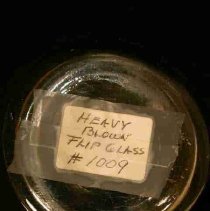 HEAVY
BLOWN
FLIP GLASS
# 1009